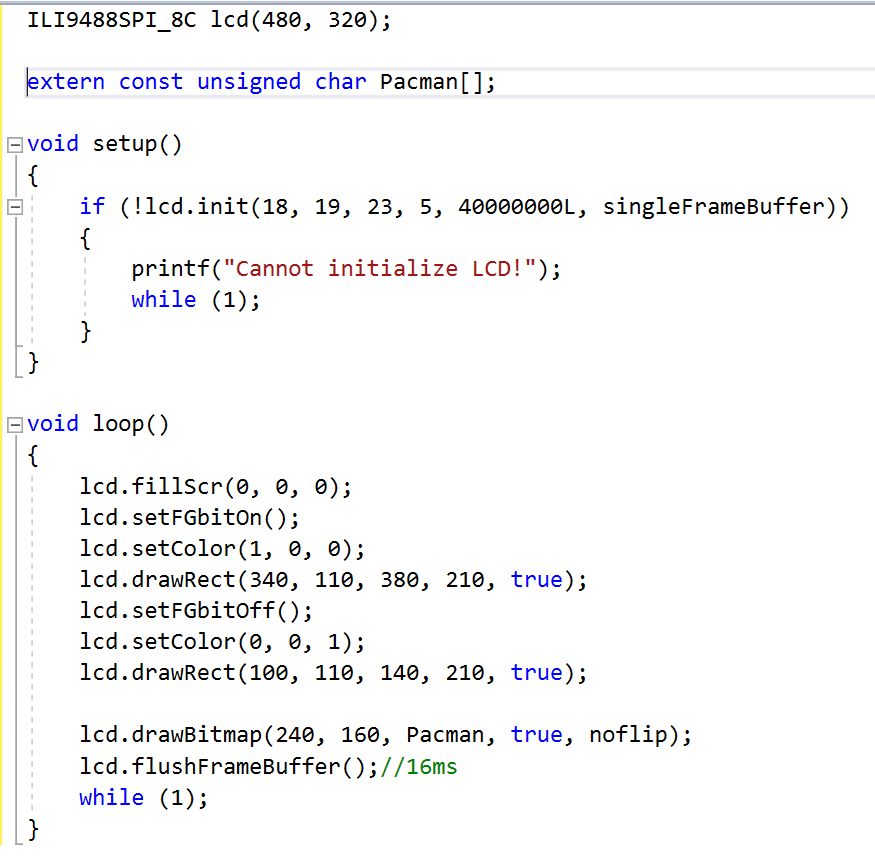 ILI9488SPI_8C lcd(480, 320);
extern const unsigned char Pacman[];
void setup()
{
    if (!lcd.init(18, 19, 23, 5, 40000000L, singleFrameBuffer))
    {
        printf("Cannot initialize LCD!");
        while (1);
    }
}
void loop()
{
    lcd.fillScr(0, 0, 0);
    lcd.setFGbitOn();
    lcd.setColor(1, 0, 0);
    lcd.drawRect(340, 110, 380, 210, true);
    lcd.setFGbitOff();
    lcd.setColor(0, 0, 1);
    lcd.drawRect(100, 110, 140, 210, true);
    lcd.drawBitmap(240, 160, Pacman, true, noflip);
    lcd.flushFrameBuffer();//16ms
    while (1);
}